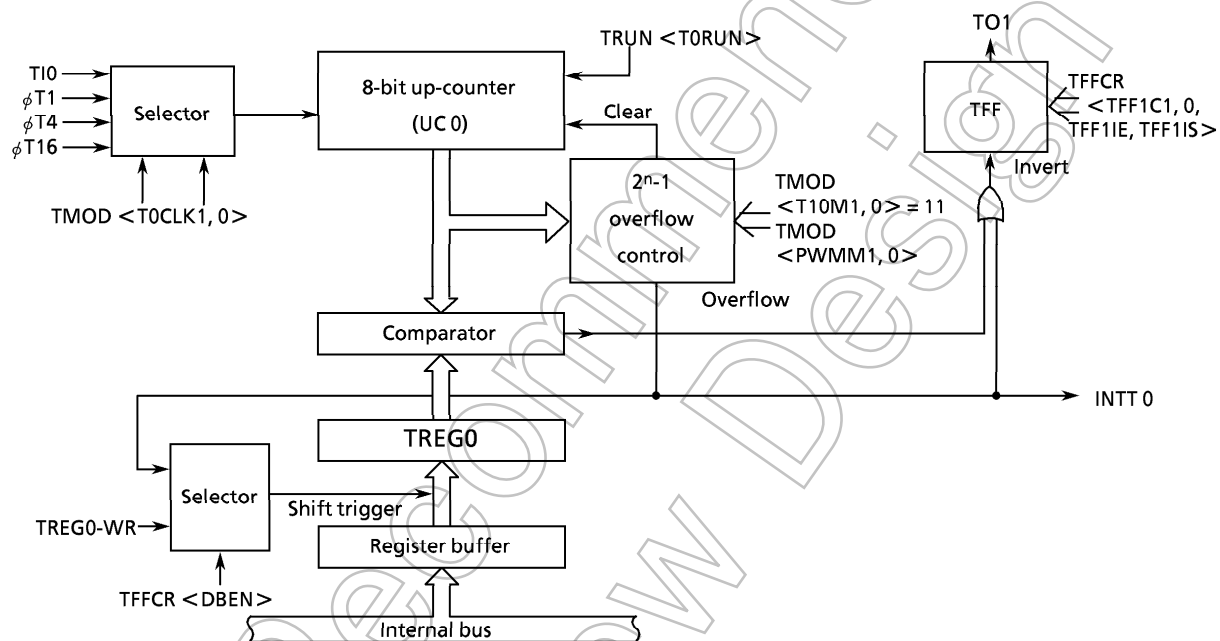 TO1
TRUN <T0RUN>
TI0
φT1
φT4
φT16
Selector
8-bit up-counter
(UC 0)
Clear
TFF
TFFCR
<TFF1C1, 0,
TFF1IE, TFF1IS>
Invert
TMOD <T0CLK1, 0>
2ⁿ-1
overflow
control
TMOD
<T10M1, 0> = 11
TMOD
<PWMM1, 0>
Overflow
Comparator
INTT 0
TREG0
Selector
Shift trigger
TREG0-WR
Register buffer
TFFCR <DBEN>
Internal bus
ecommen
w Design